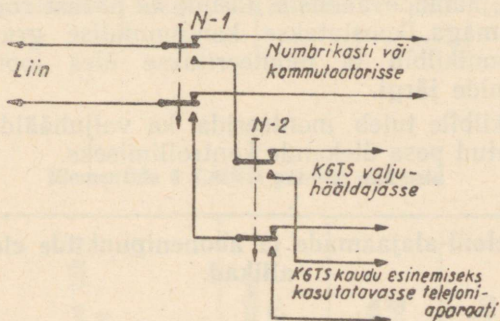 N-1
Liin
Numbrikasti või
kommutaatorisse
N-2
KGTS valju-
hääldajasse
KGTS kaudu esinemiseks
kasutatavasse telefoni-
aparaati